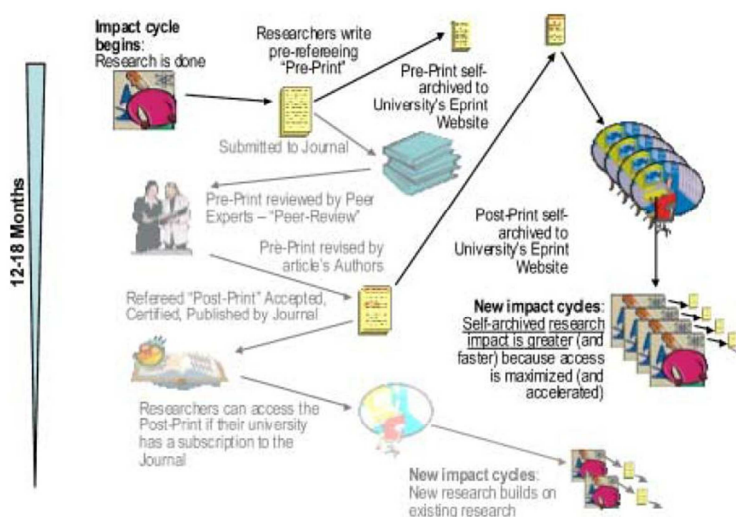 Impact cycle
begins:
Research is done
Researchers write
pre-refereeing
"Pre-Print"
Pre-Print self-
archived to
University's Eprint
Website
Submitted to Journal
12-18 Months
Pre-Print reviewed by Peer
Experts – "Peer-Review"
Pre-Print revised by
article's Authors
Post-Print self-
archived to
University's Eprint
Website
Refereed "Post-Print" Accepted,
Certified, Published by Journal
New impact cycles:
Self-archived research
impact is greater (and
faster) because access
is maximized (and
accelerated)
Researchers can access the
Post-Print if their university
has a subscription to the
Journal
New impact cycles:
New research builds on
existing research